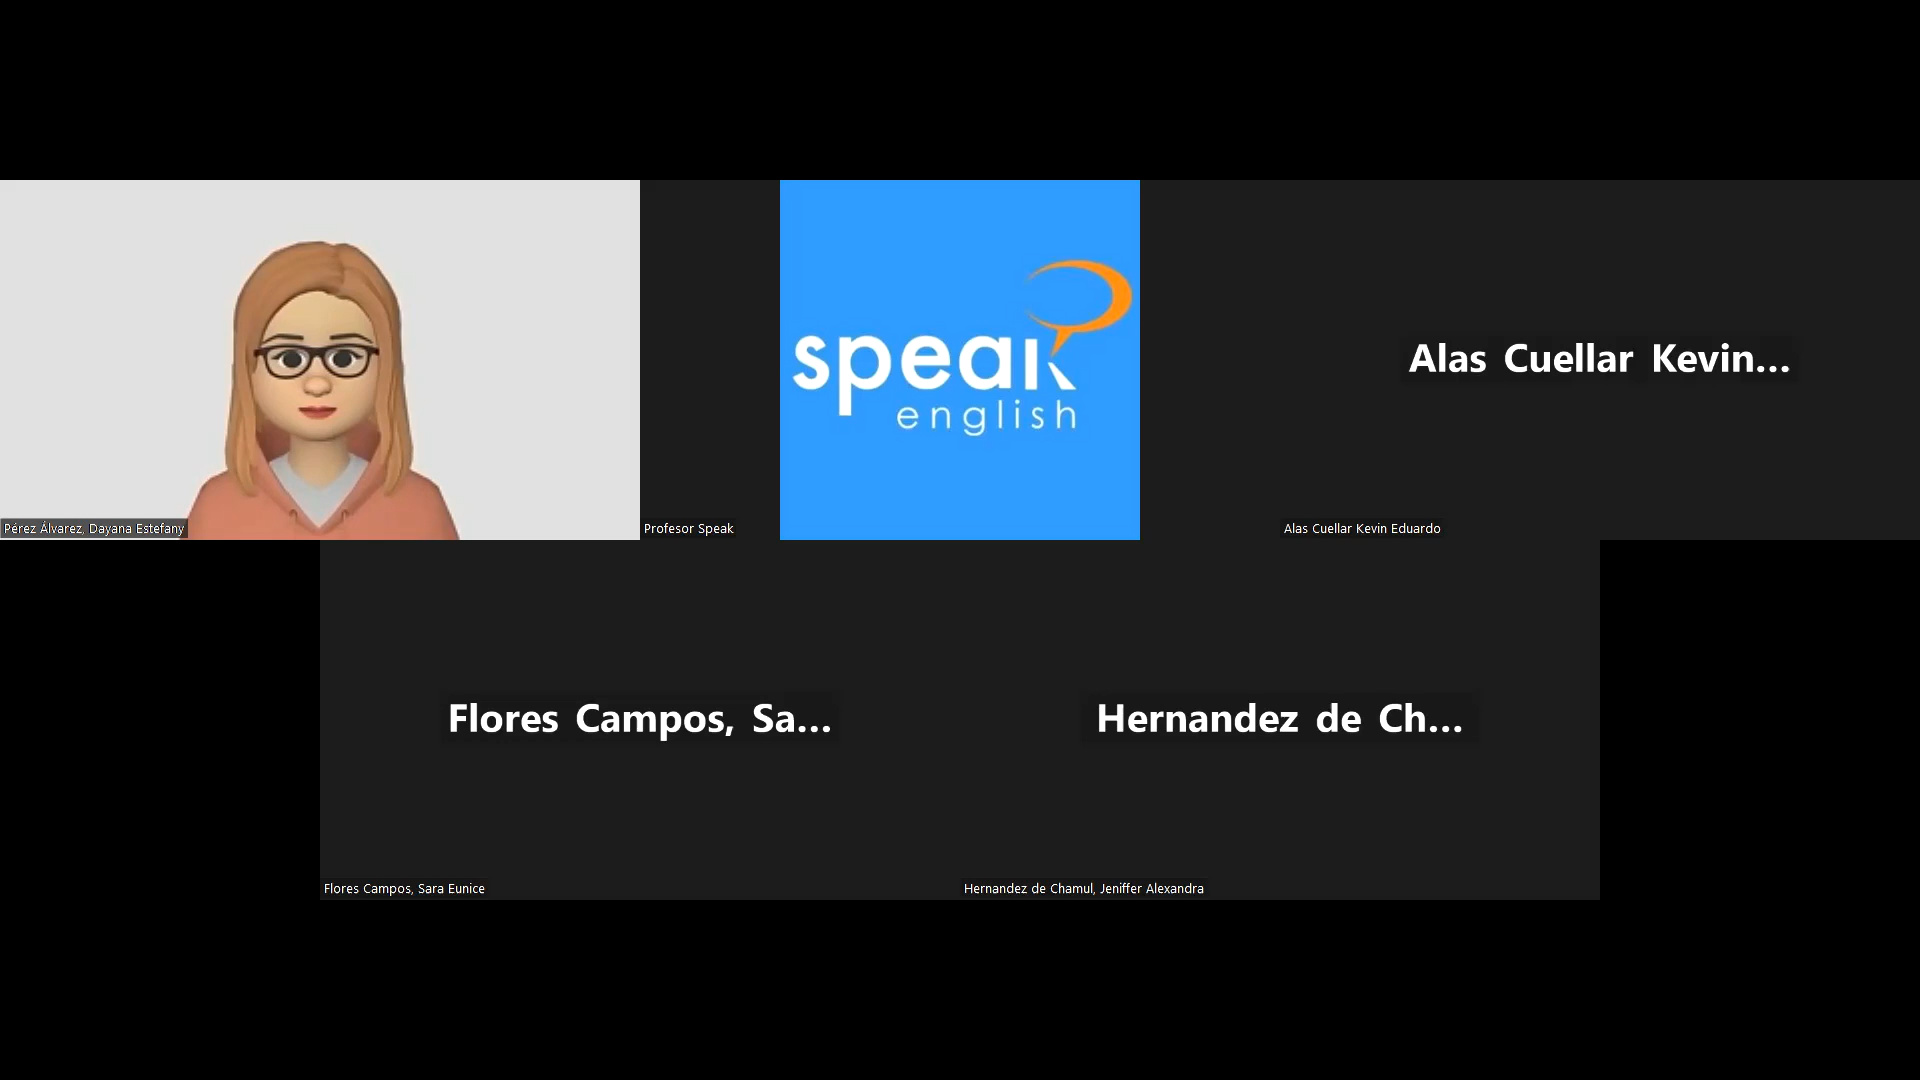 speak
english
Alas Cuellar Kevin...
Pérez Álvarez, Dayana Estefany
Profesor Speak
Alas Cuellar Kevin Eduardo
Flores Campos, Sa...
Hernandez de Ch...
Flores Campos, Sara Eunice
Hernandez de Chamul, Jeniffer Alexandra